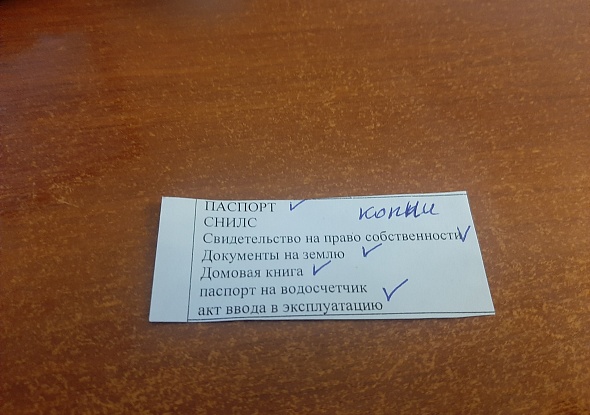 ПАСПОРТ
копии
СНИЛС
Свидетельство на право собственности
Документы на землю
Домовая книга
паспорт на водосчетчик
акт ввода в эксплуатацию